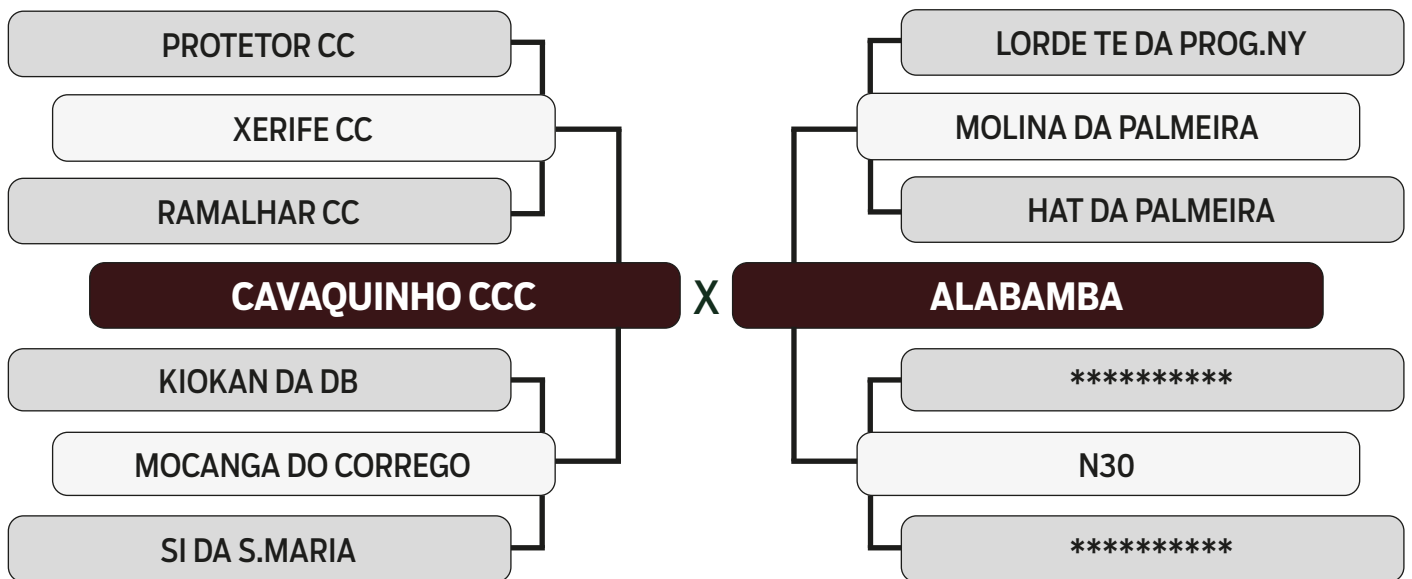 PROTETOR CC
LORDE TE DA PROG.NY
XERIFE CC
MOLINA DA PALMEIRA
RAMALHAR CC
HAT DA PALMEIRA
CAVAQUINHO CCC X ALABAMBA
KIOKAN DA DB
**********
MOCANGA DO CORREGO
N30
SI DA S.MARIA
**********